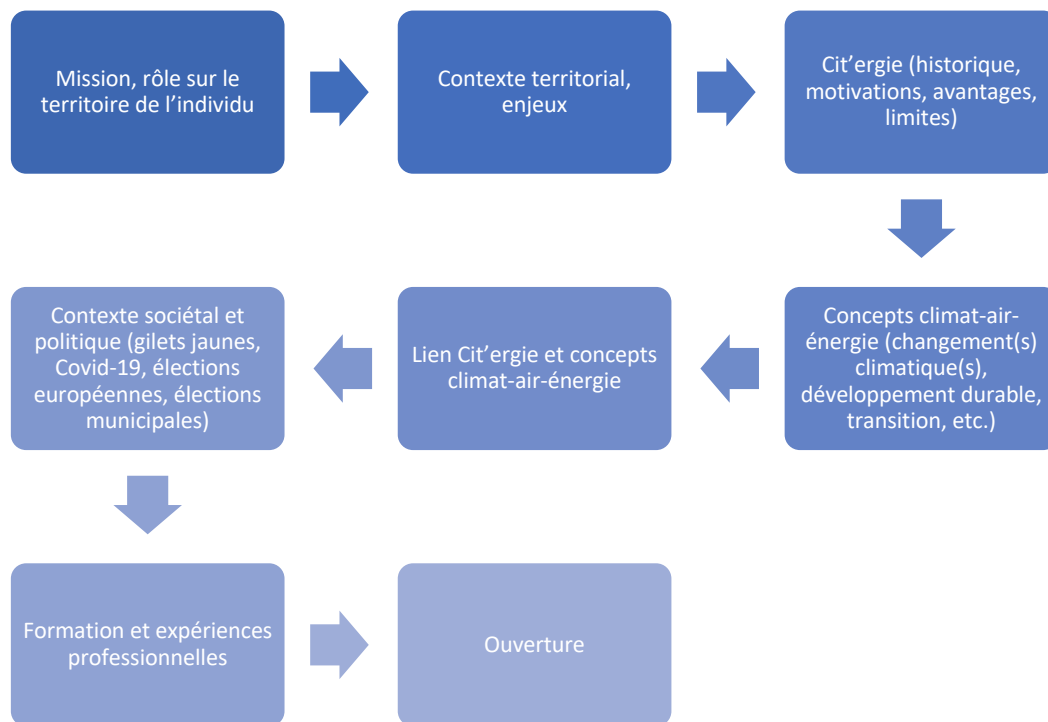 Mission, rôle sur le
territoire de l’individu
Contexte territorial,
enjeux
Cit’ergie (historique,
motivations, avantages,
limites)
Concepts climat-air-
énergie (changement(s)
climatique(s),
développement durable,
transition, etc.)
Lien Cit’ergie et concepts
climat-air-énergie
Contexte sociétal et
politique (gilets jaunes,
Covid-19, élections
européennes, élections
municipales)
Formation et expériences
professionnelles
Ouverture